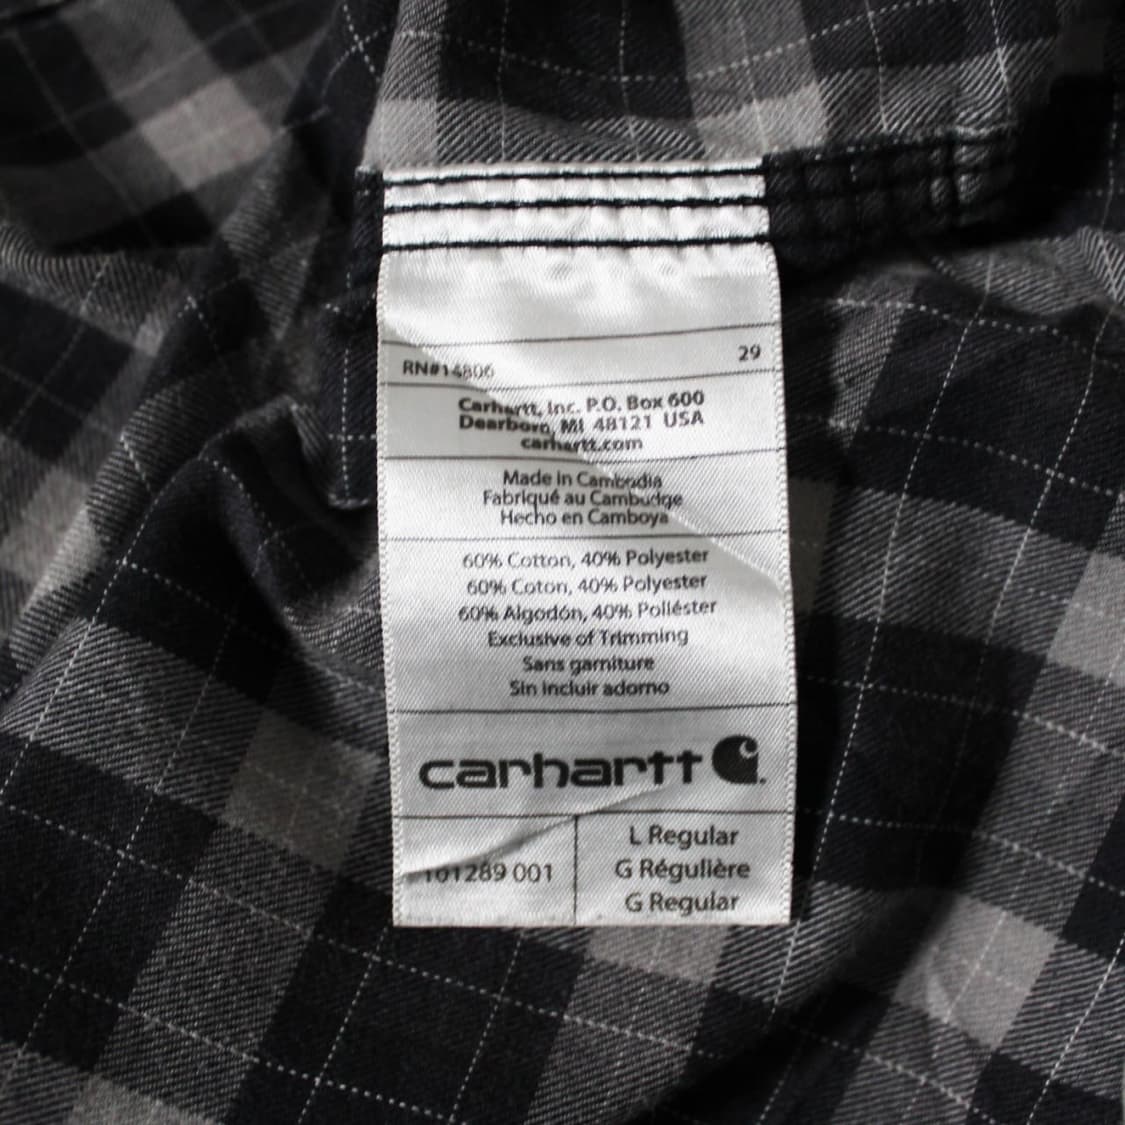 RN#14806 29
Carhartt, Inc. P.O. Box 600
Dearborn, MI 48121 USA
carhartt.com
Made in Cambodia
Fabriqué au Cambodge
Hecho en Camboya
60% Cotton, 40% Polyester
60% Coton, 40% Polyester
60% Algodón, 40% Poliéster
Exclusive of Trimming
Sans garniture
Sin incluir adorno
carhartt
101289 001
L Regular
G Régulière
G Regular